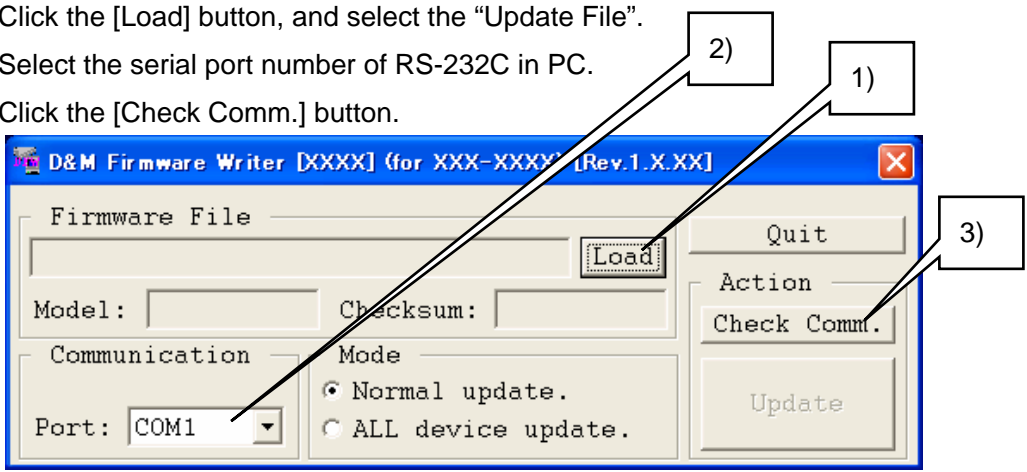 Click the [Load] button, and select the “Update File”.
2)
Select the serial port number of RS-232C in PC.
1)
Click the [Check Comm.] button.
D&M Firmware Writer [XXXX] (for XXX-XXXX) [Rev.1.X.XX]
Firmware File
Load
Quit
3)
Model:
Checksum:
Action
Check Comm.
Communication
Mode
Port: COM1
Normal update.
ALL device update.
Update